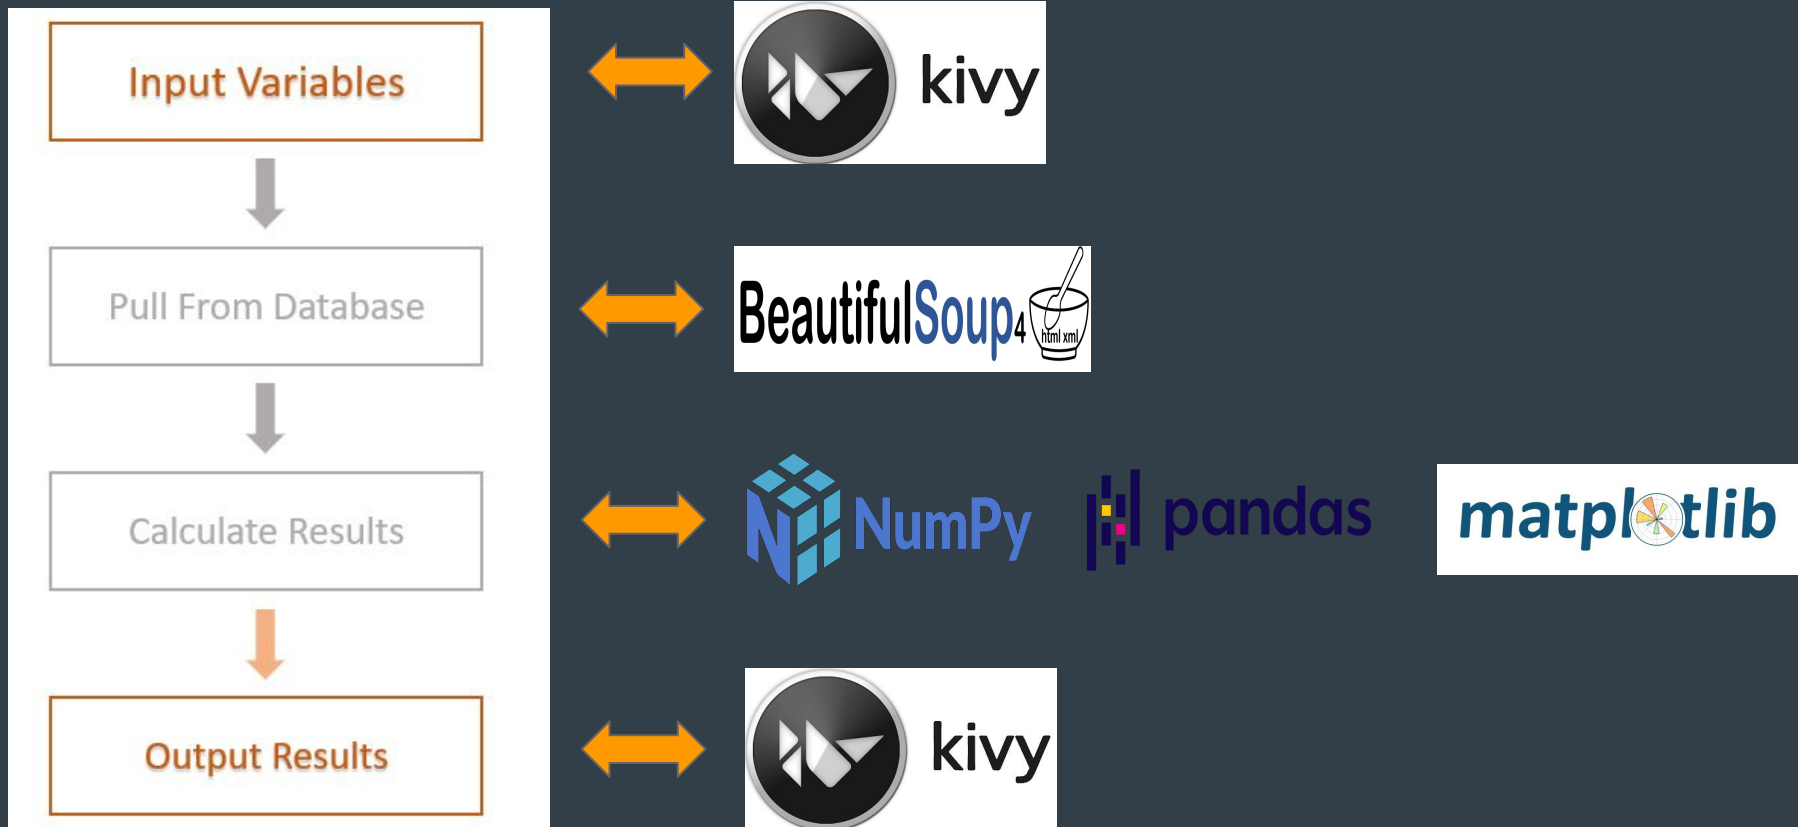 Input Variables
kivy
Pull From Database
BeautifulSoup4
html xml
Calculate Results
NumPy
pandas
matplotlib
Output Results
kivy